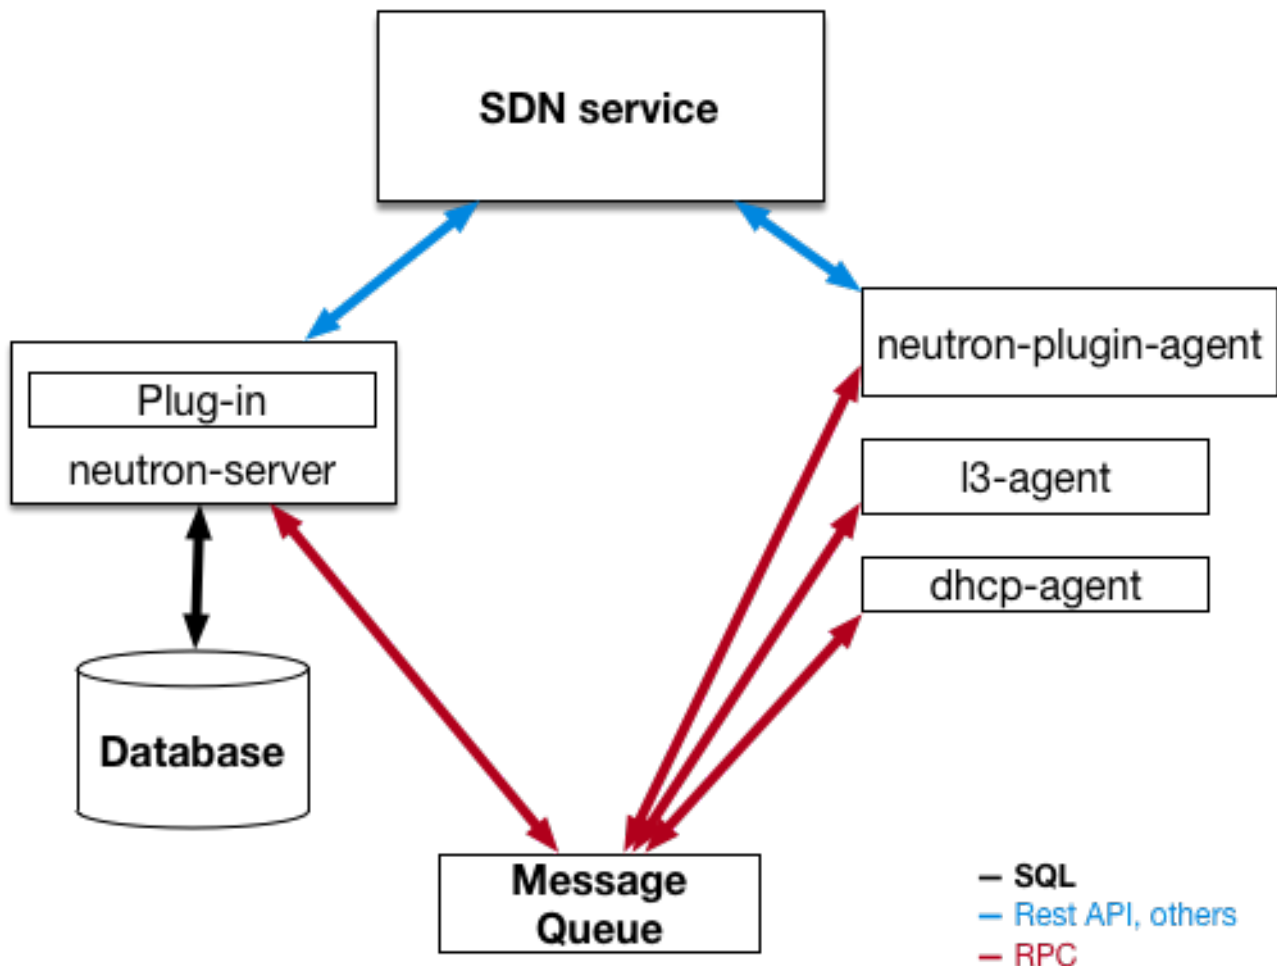 SDN service
neutron-plugin-agent
Plug-in
neutron-server
l3-agent
dhcp-agent
Database
Message
Queue
SQL
Rest API, others
RPC